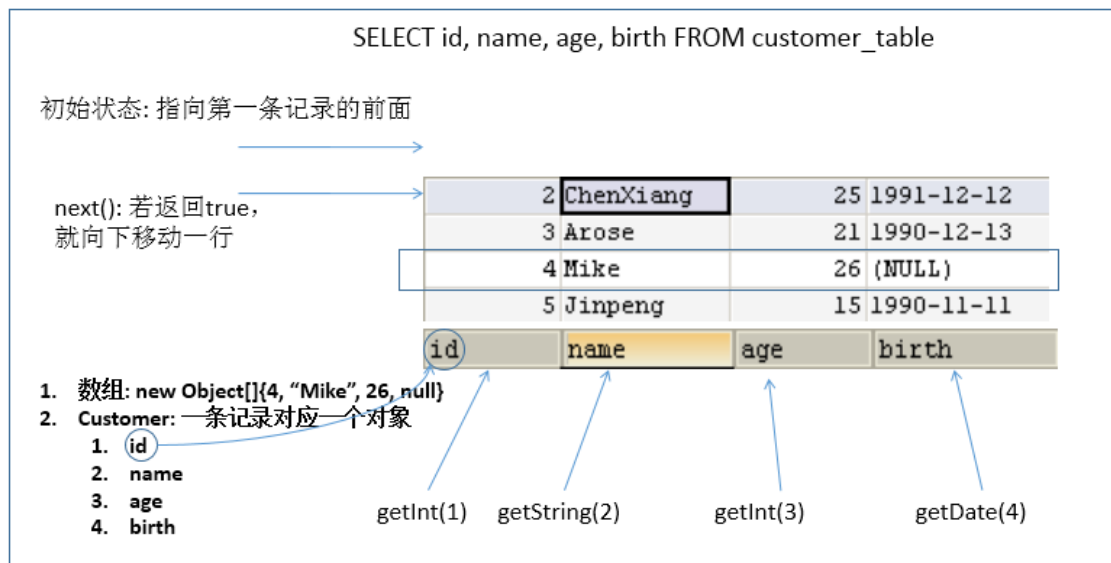 SELECT id, name, age, birth FROM customer_table
初始状态: 指向第一条记录的前面
next(): 若返回true，
就向下移动一行
2 ChenXiang 25 1991-12-12
3 Arose 21 1990-12-13
4 Mike 26 (NULL)
5 Jinpeng 15 1990-11-11
id name age birth
1. 数组: new Object[]{4, “Mike”, 26, null}
2. Customer: 一条记录对应一个对象
1. id
2. name
3. age
4. birth
getInt(1) getString(2) getInt(3) getDate(4)